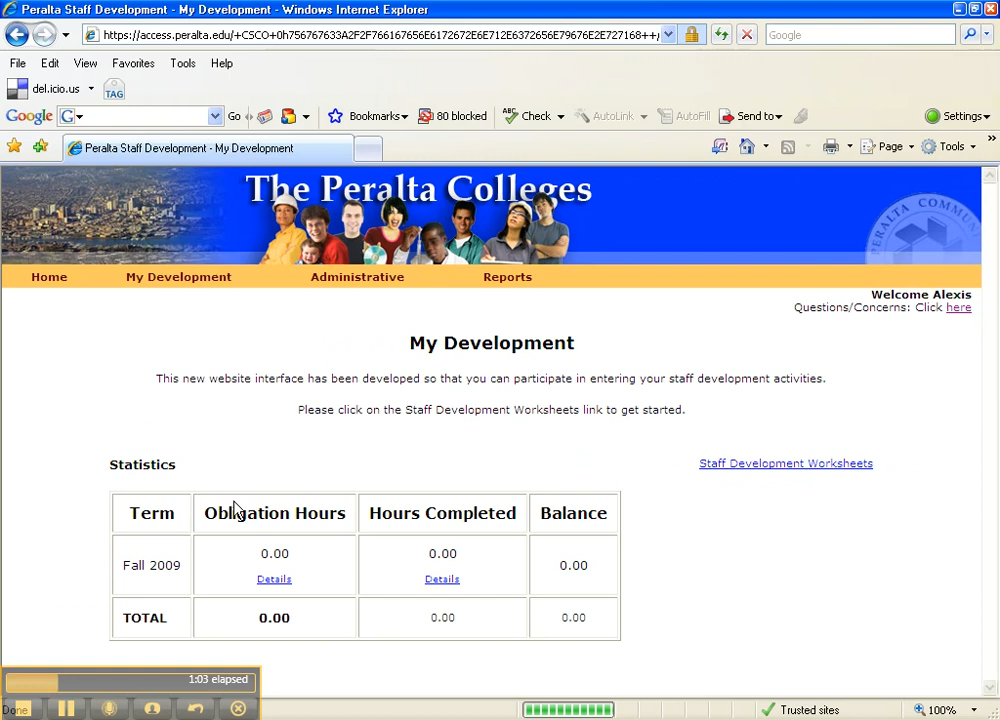 Peralta Staff Development - My Development - Windows Internet Explorer
https://access.peralta.edu/+CSCO+0h756767633A2F2F766167656E6172672E6E712E6372656E79676E2E727168++/
Google
File Edit View Favorites Tools Help
del.icio.us TAG
Google G Go Bookmarks 80 blocked ABC Check AutoLink AutoFill Send to Settings
Peralta Staff Development - My Development Page Tools »
The Peralta Colleges
PERALTA COMMU
Home My Development Administrative Reports
Welcome Alexis
Questions/Concerns: Click here
My Development
This new website interface has been developed so that you can participate in entering your staff development activities.
Please click on the Staff Development Worksheets link to get started.
Statistics Staff Development Worksheets
Term Obligation Hours Hours Completed Balance
Fall 2009 0.00 0.00 0.00
Details Details
TOTAL 0.00 0.00 0.00
1:03 elapsed
Done Trusted sites 100%